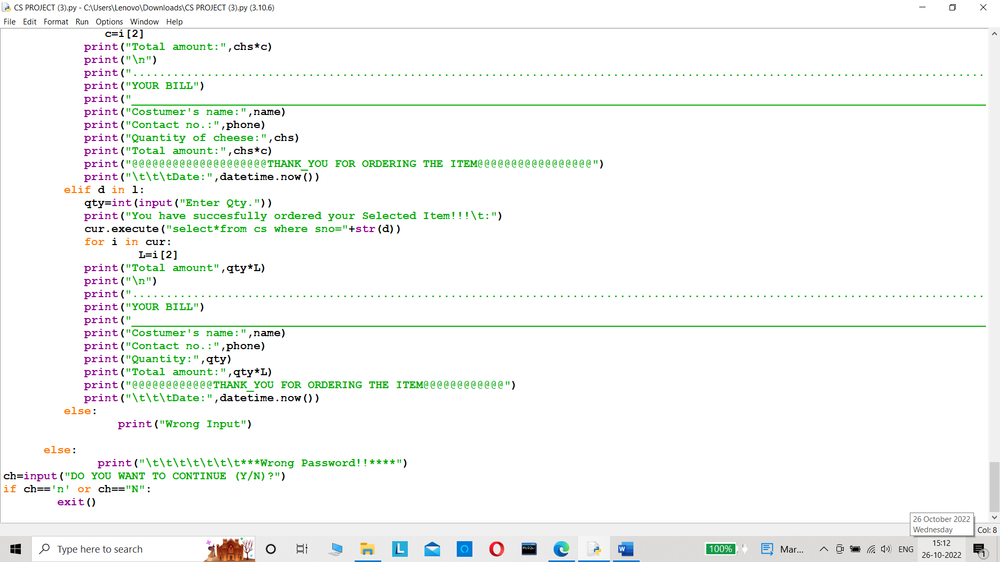 CS PROJECT (3).py - C:\Users\Lenovo\Downloads\CS PROJECT (3).py (3.10.6)
File Edit Format Run Options Window Help
c=i[2]
print("Total amount:",chs*c)
print("\n")
print("..............................................................................................................................
print("YOUR BILL")
print("______________________________________________________________________________________________________________________________
print("Costumer's name:",name)
print("Contact no.:",phone)
print("Quantity of cheese:",chs)
print("Total amount:",chs*c)
print("@@@@@@@@@@@@@@@@@@@@THANK_YOU FOR ORDERING THE ITEM@@@@@@@@@@@@@@@@@")
print("\t\t\tDate:",datetime.now())
elif d in l:
qty=int(input("Enter Qty."))
print("You have succesfully ordered your Selected Item!!!\t:")
cur.execute("select*from cs where sno="+str(d))
for i in cur:
L=i[2]
print("Total amount",qty*L)
print("\n")
print("..............................................................................................................................
print("YOUR BILL")
print("______________________________________________________________________________________________________________________________
print("Costumer's name:",name)
print("Contact no.:",phone)
print("Quantity:",qty)
print("Total amount:",qty*L)
print("@@@@@@@@@@@@THANK_YOU FOR ORDERING THE ITEM@@@@@@@@@@@@")
print("\t\t\tDate:",datetime.now())
else:
print("Wrong Input")
else:
print("\t\t\t\t\t\t\t***Wrong Password!!****")
ch=input("DO YOU WANT TO CONTINUE (Y/N)?")
if ch=='n' or ch=="N":
exit()
26 October 2022
Wednesday
Col: 8
Type here to search
L
MySQL
W
100%
Mar...
ENG
15:12
26-10-2022
1